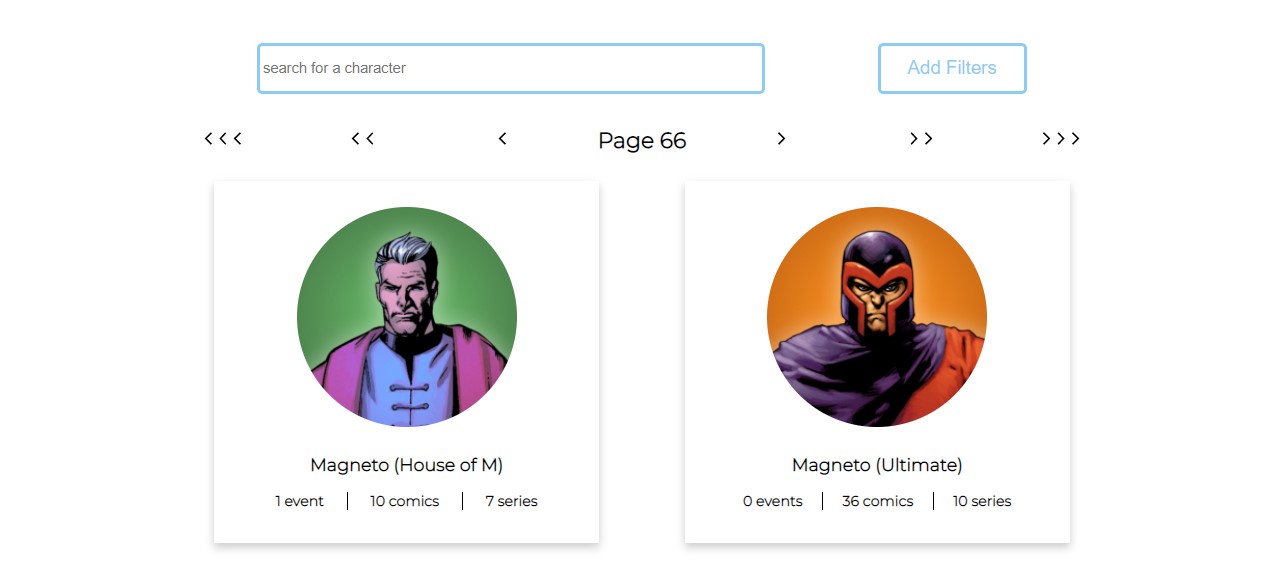 search for a character
Add Filters
<<< << < Page 66 > >> >>>
Magneto (House of M)
1 event | 10 comics | 7 series
Magneto (Ultimate)
0 events | 36 comics | 10 series